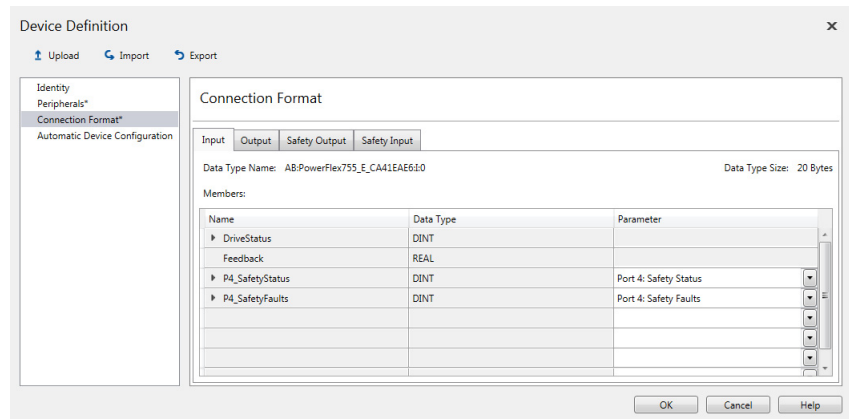 Device Definition
Upload Import Export
Identity
Peripherals*
Connection Format*
Automatic Device Configuration
Connection Format
Input Output Safety Output Safety Input
Data Type Name: AB:PowerFlex755_E_CA41EAE6:I:0 Data Type Size: 20 Bytes
Members:
Name Data Type Parameter
DriveStatus DINT
Feedback REAL
P4_SafetyStatus DINT Port 4: Safety Status
P4_SafetyFaults DINT Port 4: Safety Faults
OK Cancel Help